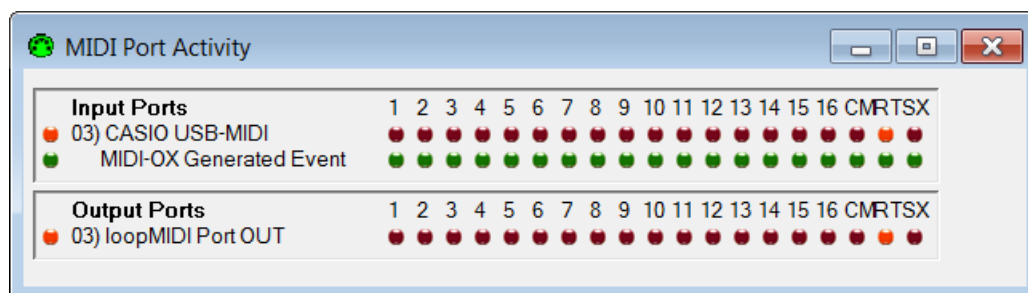 MIDI Port Activity
Input Ports 1 2 3 4 5 6 7 8 9 10 11 12 13 14 15 16 CMRTSX
03) CASIO USB-MIDI
MIDI-OX Generated Event
Output Ports 1 2 3 4 5 6 7 8 9 10 11 12 13 14 15 16 CMRTSX
03) loopMIDI Port OUT